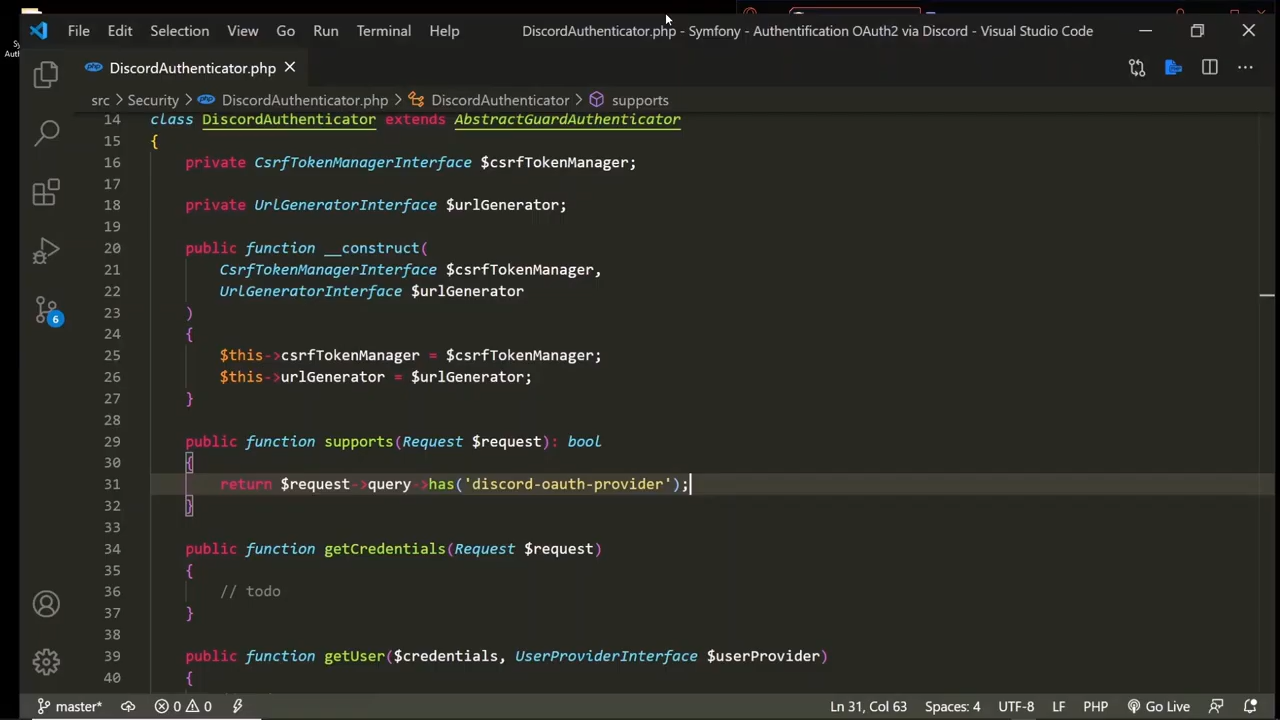 File Edit Selection View Go Run Terminal Help DiscordAuthenticator.php - Symfony - Authentification OAuth2 via Discord - Visual Studio Code
DiscordAuthenticator.php
src > Security > DiscordAuthenticator.php > DiscordAuthenticator > supports
14 class DiscordAuthenticator extends AbstractGuardAuthenticator
15 {
16 private CsrfTokenManagerInterface $csrfTokenManager;
17
18 private UrlGeneratorInterface $urlGenerator;
19
20 public function __construct(
21 CsrfTokenManagerInterface $csrfTokenManager,
22 UrlGeneratorInterface $urlGenerator
23 )
24 {
25 $this->csrfTokenManager = $csrfTokenManager;
26 $this->urlGenerator = $urlGenerator;
27 }
28
29 public function supports(Request $request): bool
30 {
31 return $request->query->has('discord-oauth-provider');
32 }
33
34 public function getCredentials(Request $request)
35 {
36 // todo
37 }
38
39 public function getUser($credentials, UserProviderInterface $userProvider)
40 {
6
master* 0 0 Ln 31, Col 63 Spaces: 4 UTF-8 LF PHP Go Live